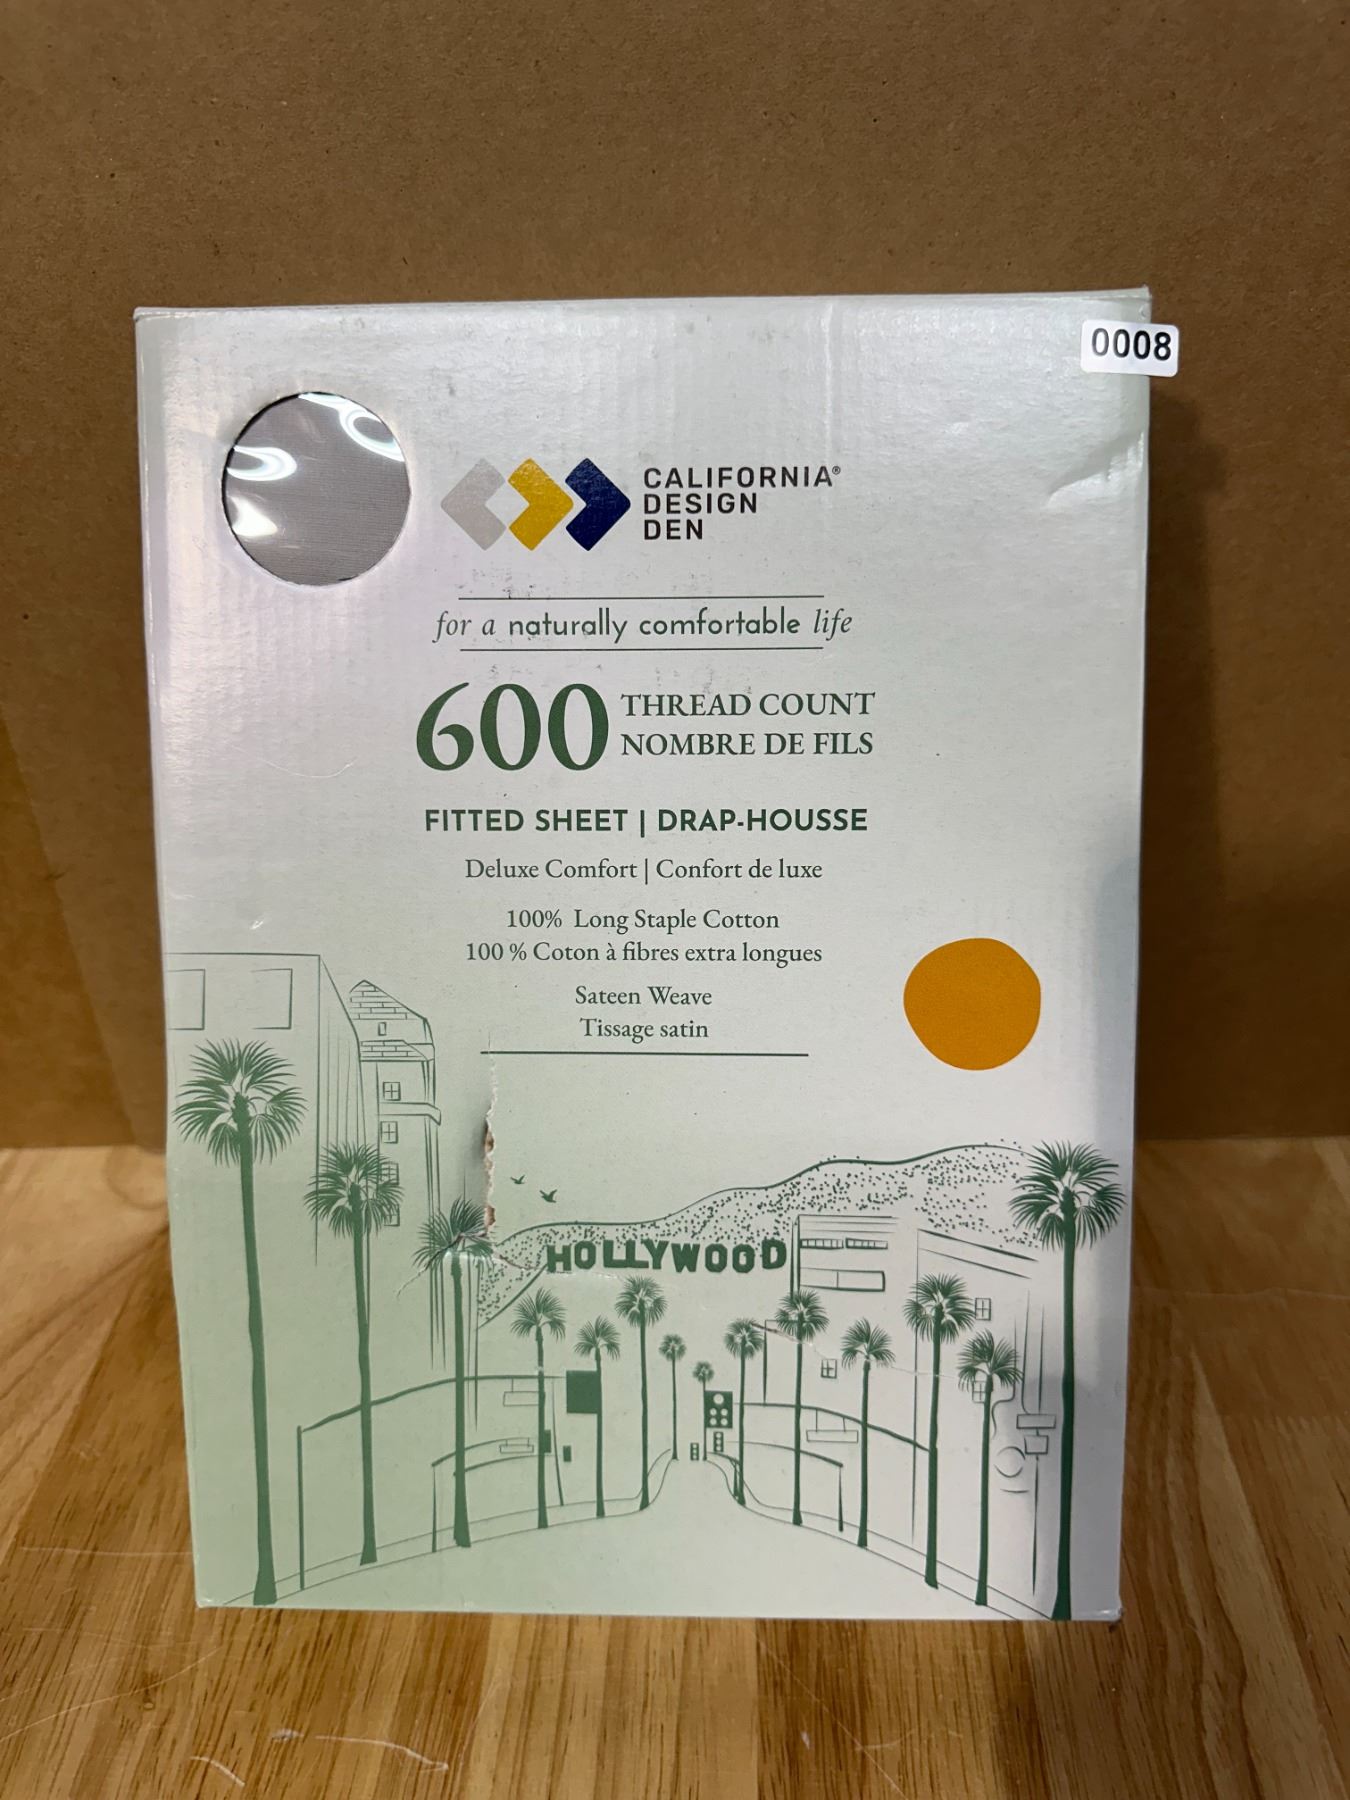 0008
CALIFORNIA®
DESIGN
DEN
for a naturally comfortable life
600 THREAD COUNT
NOMBRE DE FILS
FITTED SHEET | DRAP-HOUSSE
Deluxe Comfort | Confort de luxe
100% Long Staple Cotton
100 % Coton à fibres extra longues
Sateen Weave
Tissage satin
HOLLYWOOD